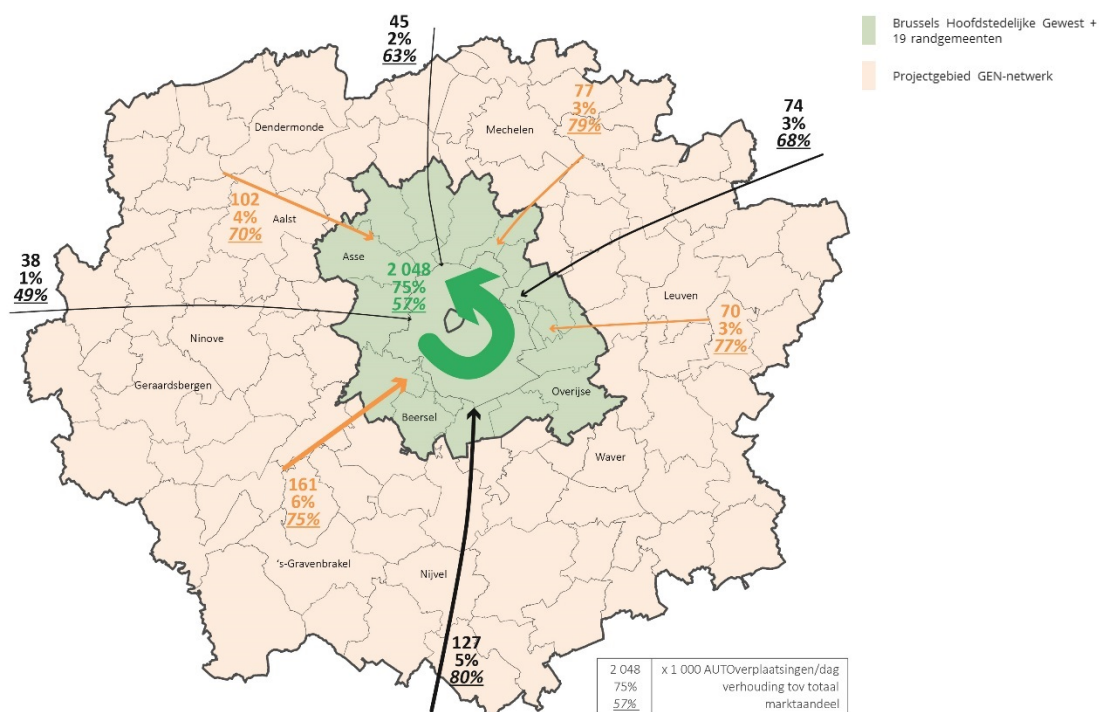 45
2%
63%
Brussels Hoofdstedelijke Gewest +
19 randgemeenten
Projectgebied GEN-netwerk
77
3%
79%
74
3%
68%
Dendermonde
Mechelen
102
4%
70%
Aalst
Asse
38
1%
49%
2 048
75%
57%
Leuven
70
3%
77%
Ninove
Geraardsbergen
Beersel
Overijse
Waver
161
6%
75%
's-Gravenbrakel
Nijvel
127
5%
80%
2 048 x 1 000 AUTOverplaatsingen/dag
75% verhouding tov totaal
57% marktaandeel